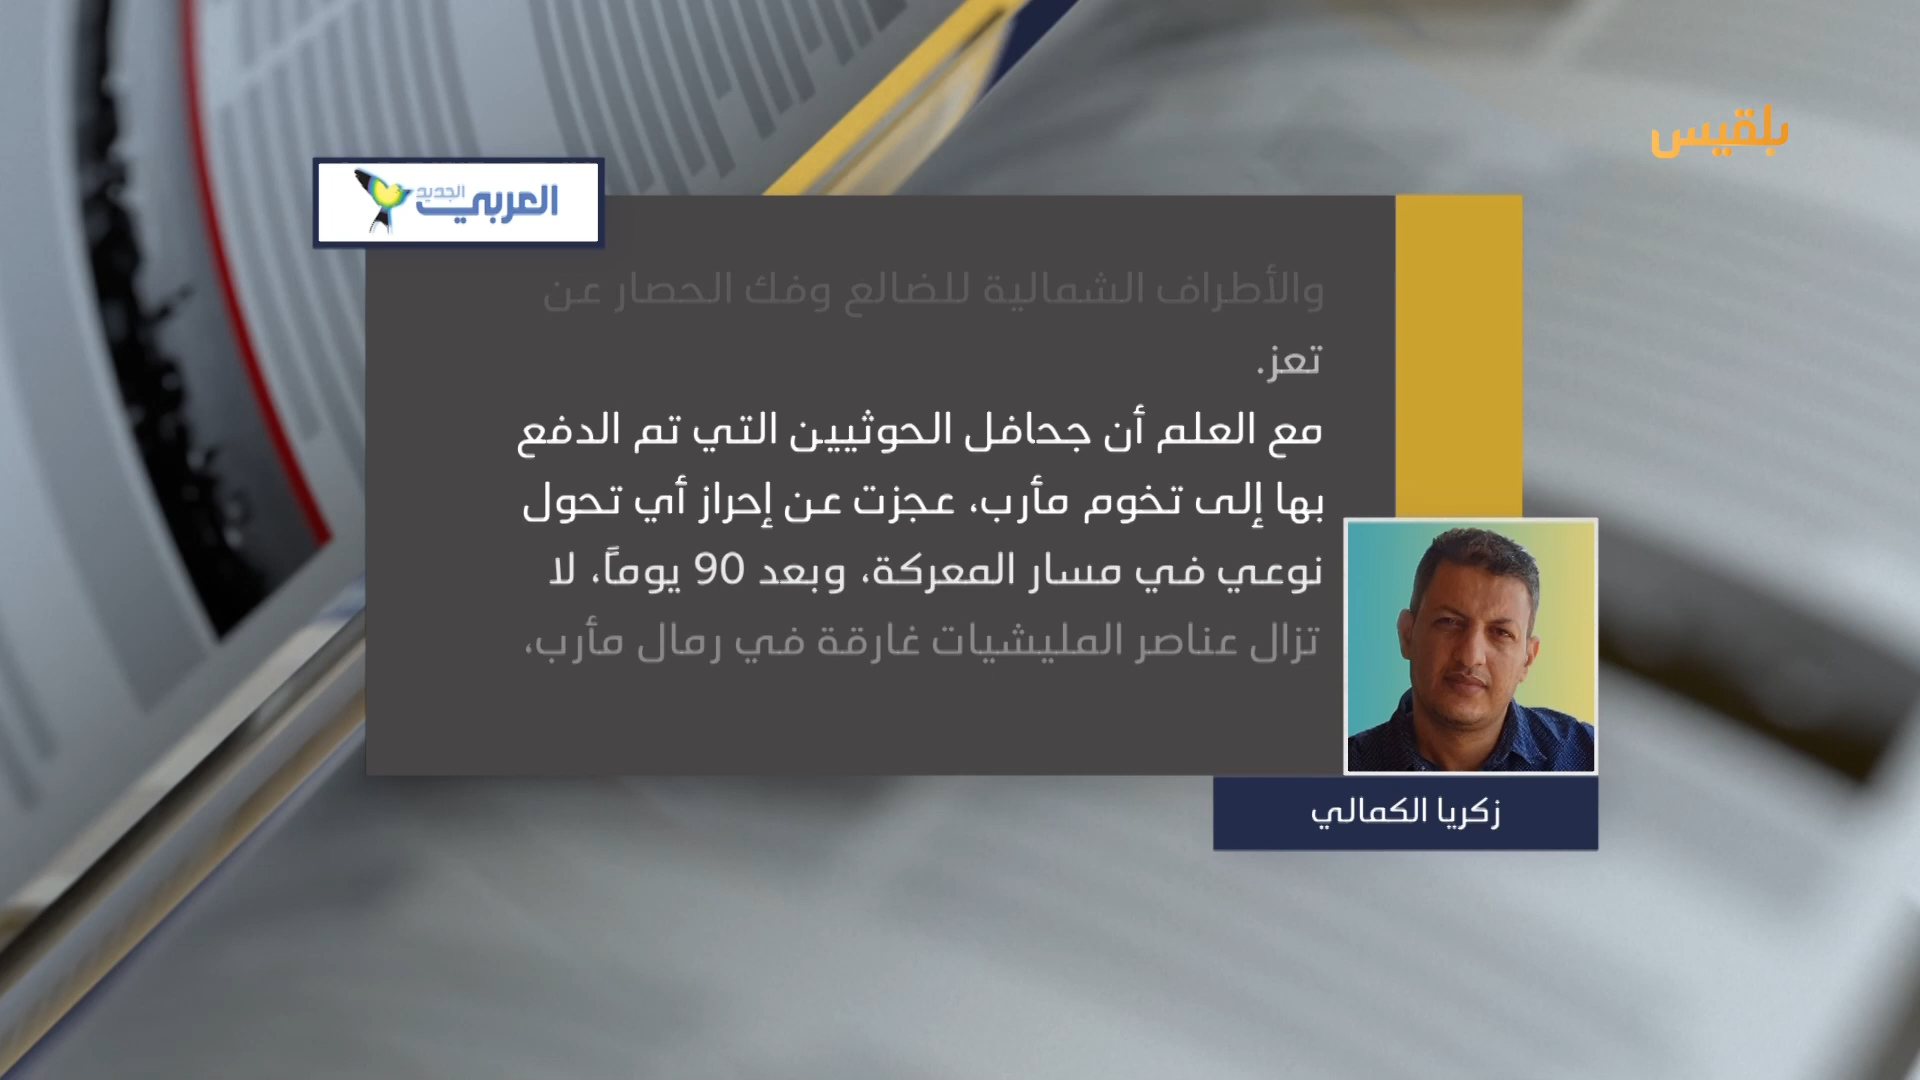 بلقيس
العربي الجديد
والأطراف الشمالية للضالع وفك الحصار عن
تعز.
مع العلم أن جحافل الحوثيين التي تم الدفع
بها إلى تخوم مأرب، عجزت عن إحراز أي تحول
نوعي في مسار المعركة، وبعد 90 يوماً، لا
تزال عناصر المليشيات غارقة في رمال مأرب،
زكريا الكمالي